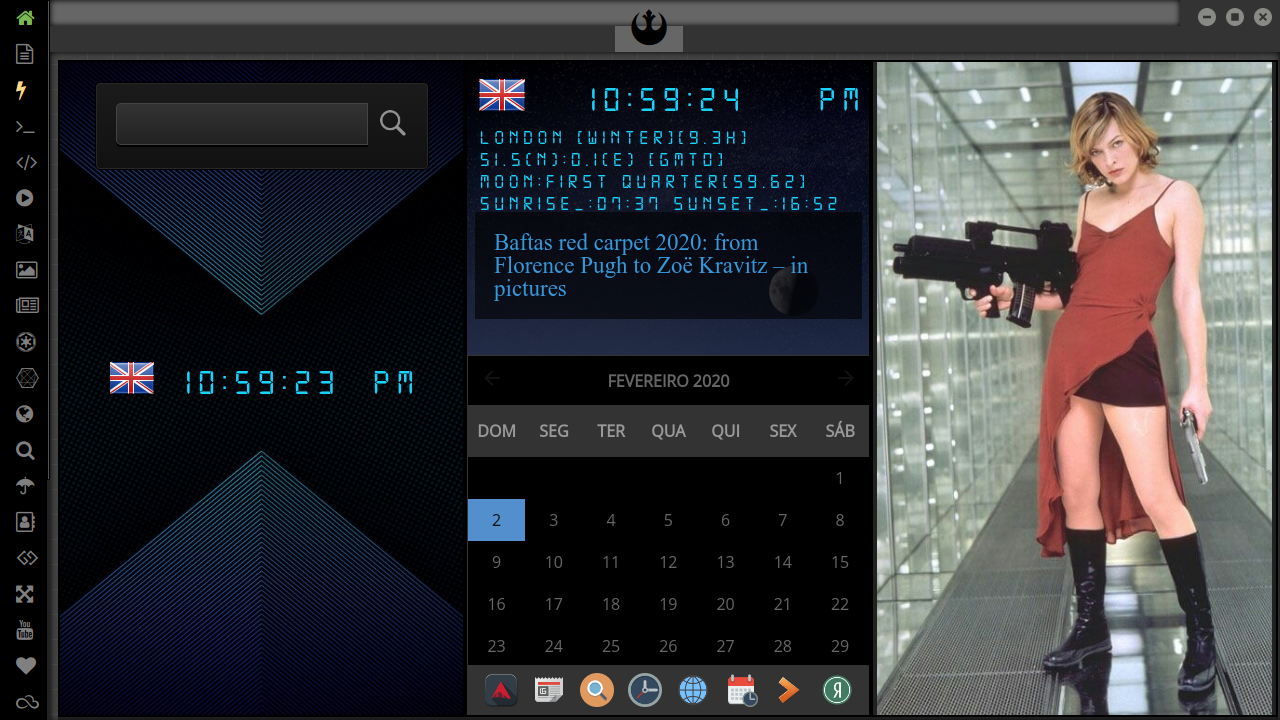 10:59:24 PM
LONDON [WINTER][9.3H]
51.5(N):0.1(E) [GMT0]
MOON:FIRST QUARTER[59.62]
SUNRISE_:07:37 SUNSET_:16:52
Baftas red carpet 2020: from
Florence Pugh to Zoë Kravitz – in
pictures
10:59:23 PM
FEVEREIRO 2020
DOM SEG TER QUA QUI SEX SÁB
1
2 3 4 5 6 7 8
9 10 11 12 13 14 15
16 17 18 19 20 21 22
23 24 25 26 27 28 29
You
Tube